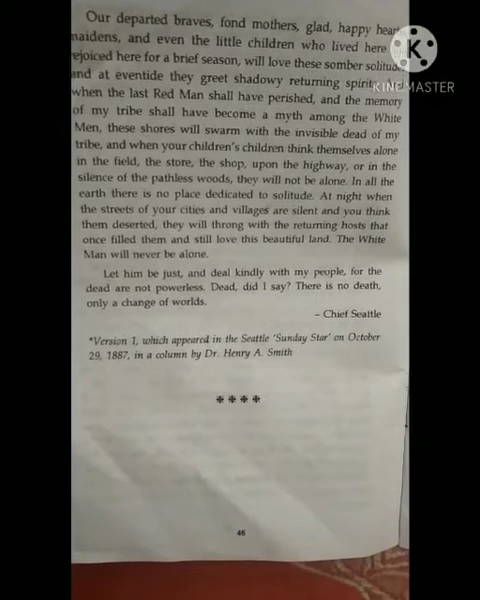 Our departed braves, fond mothers, glad, happy heart
maidens, and even the little children who lived here
rejoiced here for a brief season, will love these somber solitudes
and at eventide they greet shadowy returning spirits.
when the last Red Man shall have perished, and the memory
of my tribe shall have become a myth among the White
Men, these shores will swarm with the invisible dead of my
tribe, and when your children's children think themselves alone
in the field, the store, the shop, upon the highway, or in the
silence of the pathless woods, they will not be alone. In all the
earth there is no place dedicated to solitude. At night when
the streets of your cities and villages are silent and you think
them deserted, they will throng with the returning hosts that
once filled them and still love this beautiful land. The White
Man will never be alone.
Let him be just, and deal kindly with my people, for the
dead are not powerless. Dead, did I say? There is no death,
only a change of worlds.
– Chief Seattle
*Version 1, which appeared in the Seattle 'Sunday Star' on October
29, 1887, in a column by Dr. Henry A. Smith
46
K
KINEMASTER